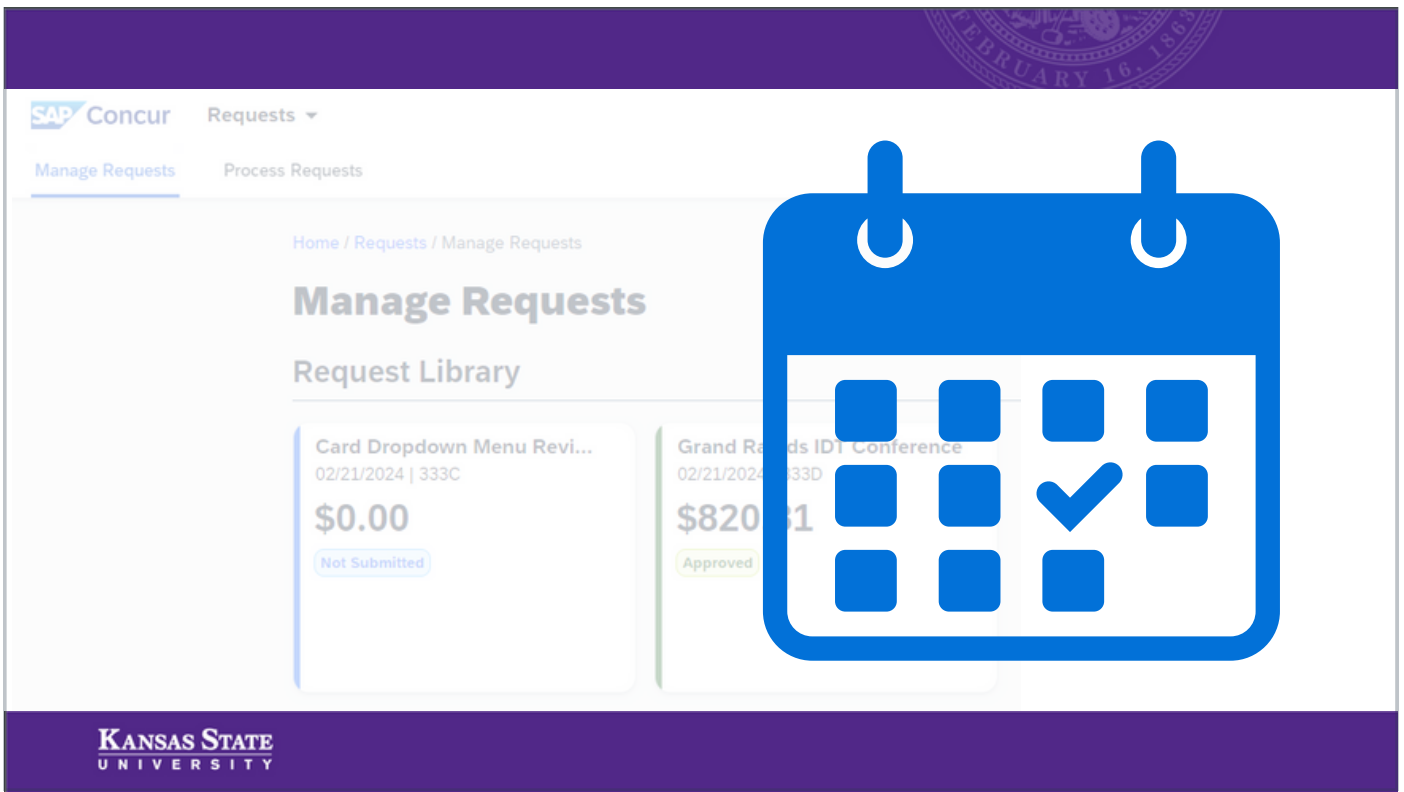 FEBRUARY 16, 1863
SAP Concur Requests
Manage Requests Process Requests
Home / Requests / Manage Requests
Manage Requests
Request Library
Card Dropdown Menu Revi... Grand Ra ds IDT Conference
02/21/2024 | 333C 02/21/2024 333D
$0.00 $820 31
Not Submitted Approved
KANSAS STATE
UNIVERSITY